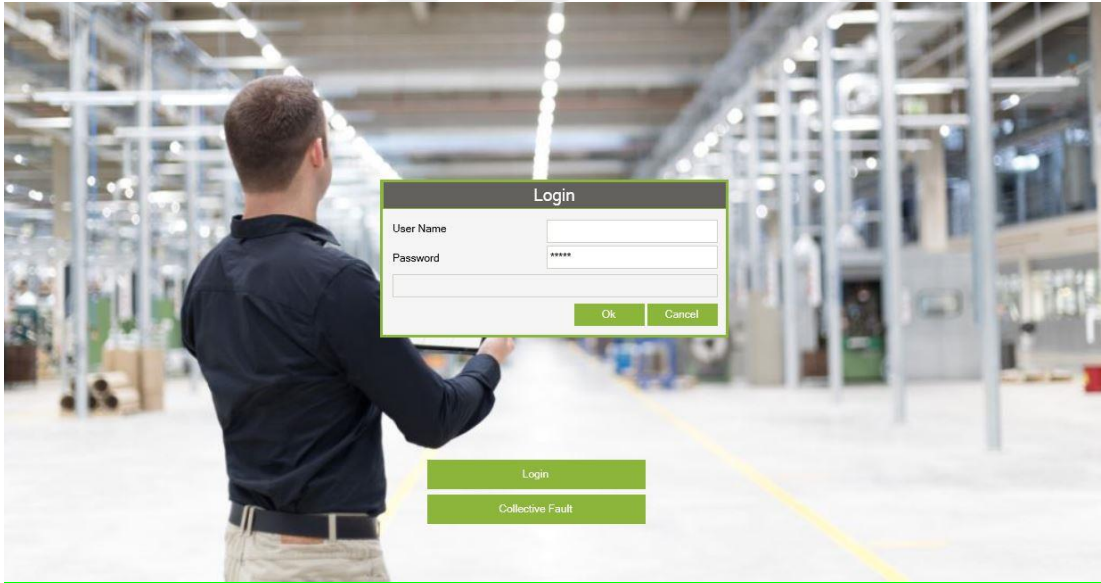 Login
User Name
Password *****
Ok Cancel
Login
Collective Fault